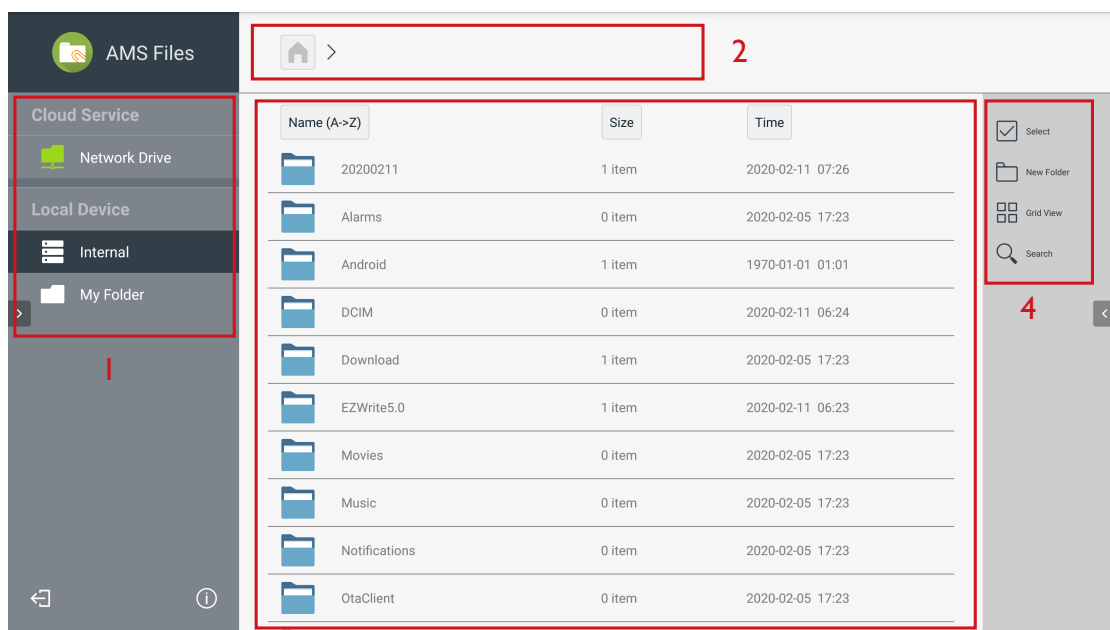 AMS Files
2
Cloud Service
Network Drive
Local Device
Internal
My Folder
1
Name (A->Z) Size Time
20200211 1 item 2020-02-11 07:26
Alarms 0 item 2020-02-05 17:23
Android 1 item 1970-01-01 01:01
DCIM 0 item 2020-02-11 06:24
Download 1 item 2020-02-05 17:23
EZWrite5.0 1 item 2020-02-11 06:23
Movies 0 item 2020-02-05 17:23
Music 0 item 2020-02-05 17:23
Notifications 0 item 2020-02-05 17:23
OtaClient 0 item 2020-02-05 17:23
Select
New Folder
Grid View
Search
4